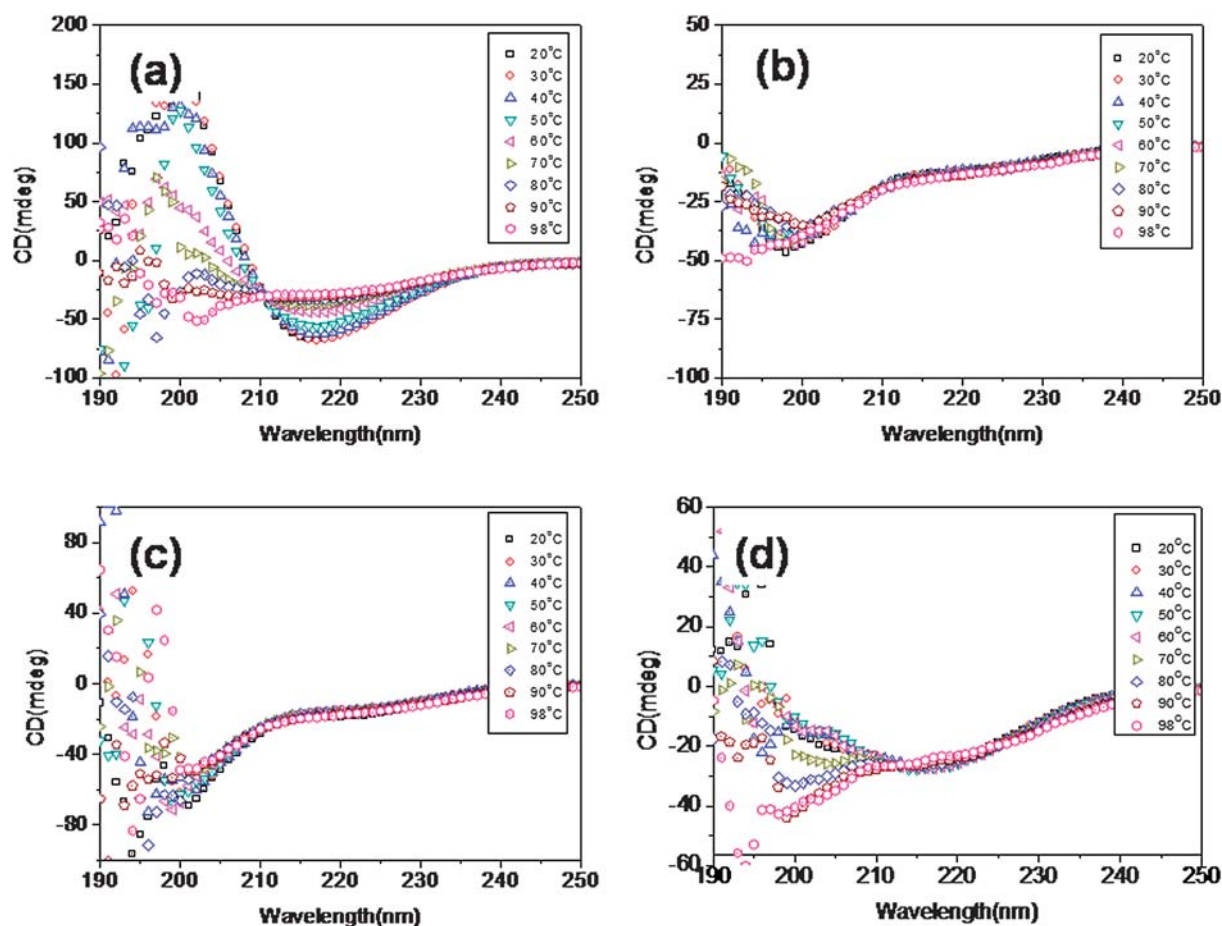 (a)
200
150
100
50
0
-50
-100
190 200 210 220 230 240 250
CD(mdeg)
Wavelength(nm)
20°C
30°C
40°C
50°C
60°C
70°C
80°C
90°C
98°C
(b)
50
25
0
-25
-50
-75
-100
190 200 210 220 230 240 250
CD(mdeg)
Wavelength(nm)
20°C
30°C
40°C
50°C
60°C
70°C
80°C
90°C
98°C
(c)
80
40
0
-40
-80
190 200 210 220 230 240 250
CD(mdeg)
Wavelength(nm)
20°C
30°C
40°C
50°C
60°C
70°C
80°C
90°C
98°C
(d)
60
40
20
0
-20
-40
-60
190 200 210 220 230 240 250
CD(mdeg)
Wavelength(nm)
20°C
30°C
40°C
50°C
60°C
70°C
80°C
90°C
98°C